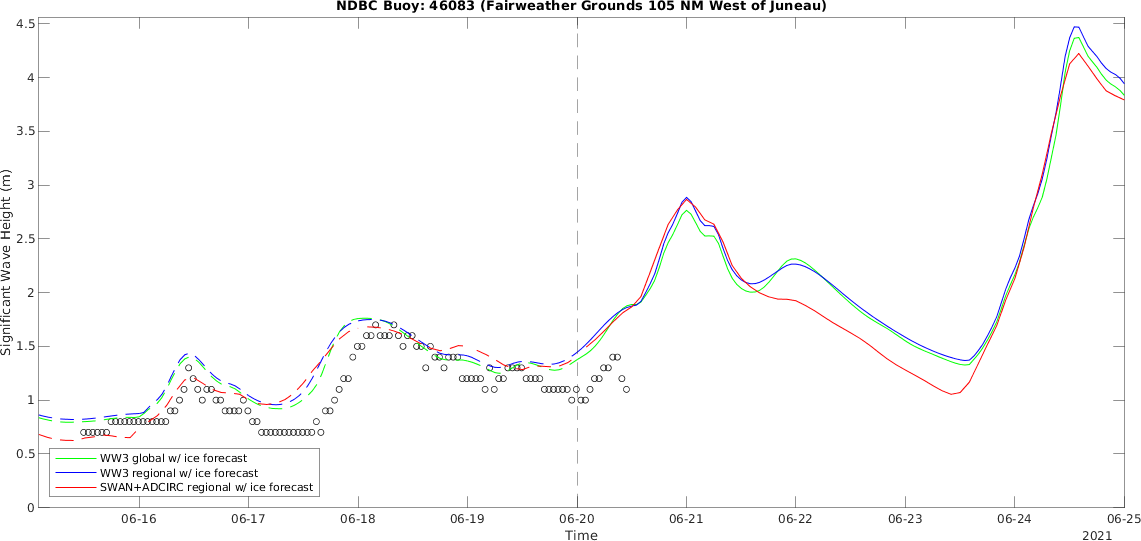 NDBC Buoy: 46083 (Fairweather Grounds 105 NM West of Juneau)
4.5
4
3.5
3
2.5
2
1.5
1
0.5
0
Significant Wave Height (m)
WW3 global w/ ice forecast
WW3 regional w/ ice forecast
SWAN+ADCIRC regional w/ ice forecast
06-16 06-17 06-18 06-19 06-20 06-21 06-22 06-23 06-24 06-25
Time
2021